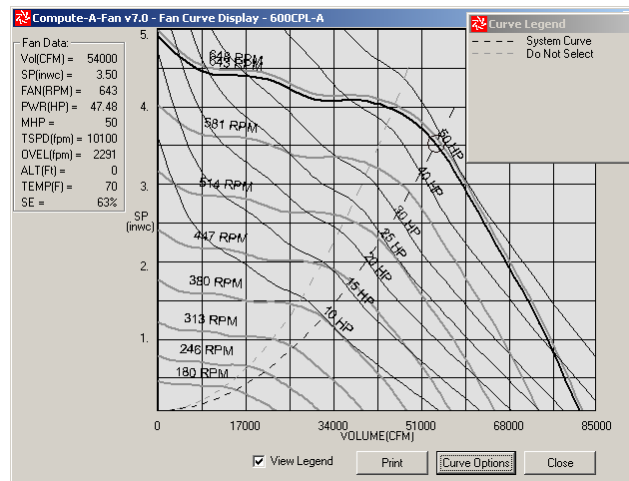 Compute-A-Fan v7.0 - Fan Curve Display - 600CPL-A
Curve Legend
System Curve
Do Not Select
Fan Data:
Vol(CFM) = 54000
SP(inwc) = 3.50
FAN(RPM) = 643
PWR(HP) = 47.48
MHP = 50
TSPD(fpm) = 10100
OVEL(fpm) = 2291
ALT(Ft) = 0
TEMP(F) = 70
SE = 63%
5.
4.
3.
SP
(inwc)
2.
1.
648 RPM
643 RPM
581 RPM
514 RPM
447 RPM
380 RPM
313 RPM
246 RPM
180 RPM
50 HP
40 HP
30 HP
25 HP
20 HP
15 HP
10 HP
0 17000 34000 51000 68000 85000
VOLUME(CFM)
View Legend
Print
Curve Options
Close